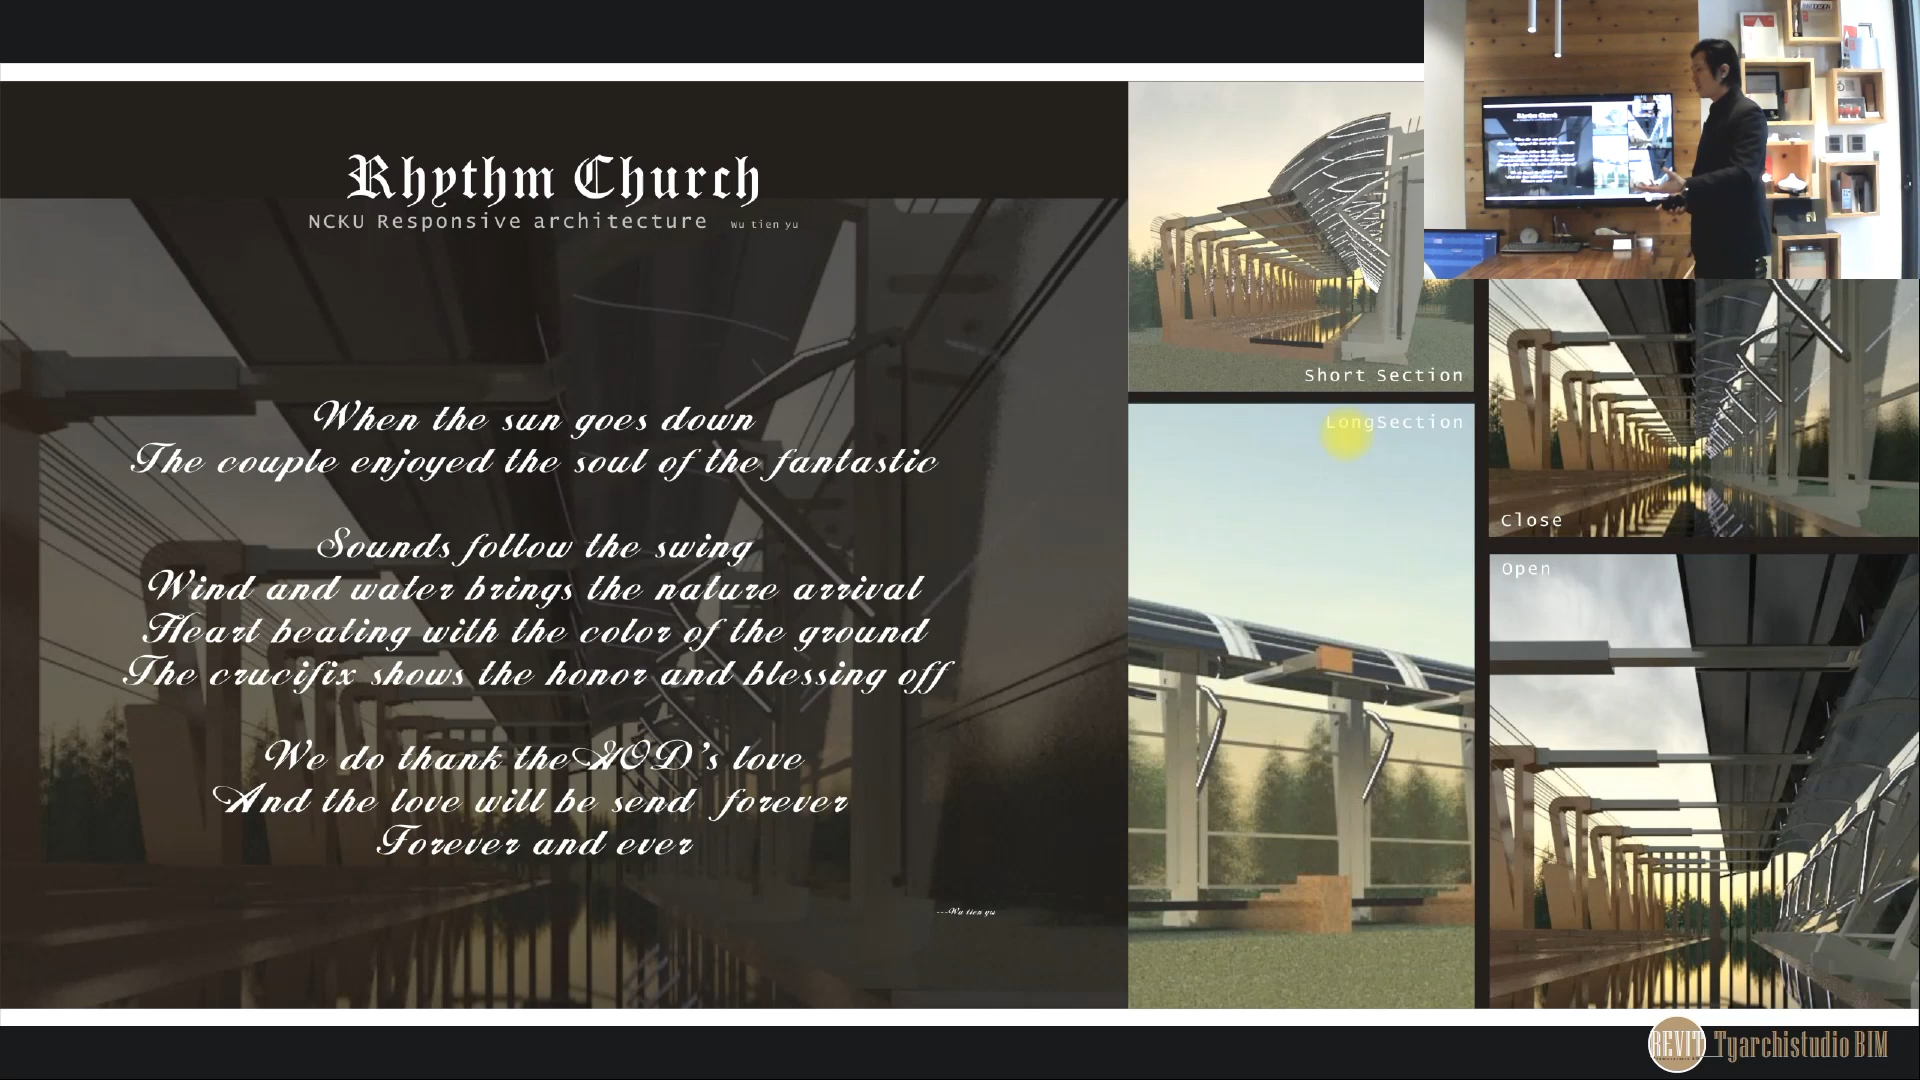 Rhythm Church
NCKU Responsive architecture Wu tien yu
When the sun goes down
The couple enjoyed the soul of the fantastic
Sounds follow the swing
Wind and water brings the nature arrival
Heart beating with the color of the ground
The crucifix shows the honor and blessing off
We do thank the GOD's love
And the love will be send forever
Forever and ever
---Wu tien yu
Short Section
LongSection
Close
Open
REVIT Tyarchistudio BIM